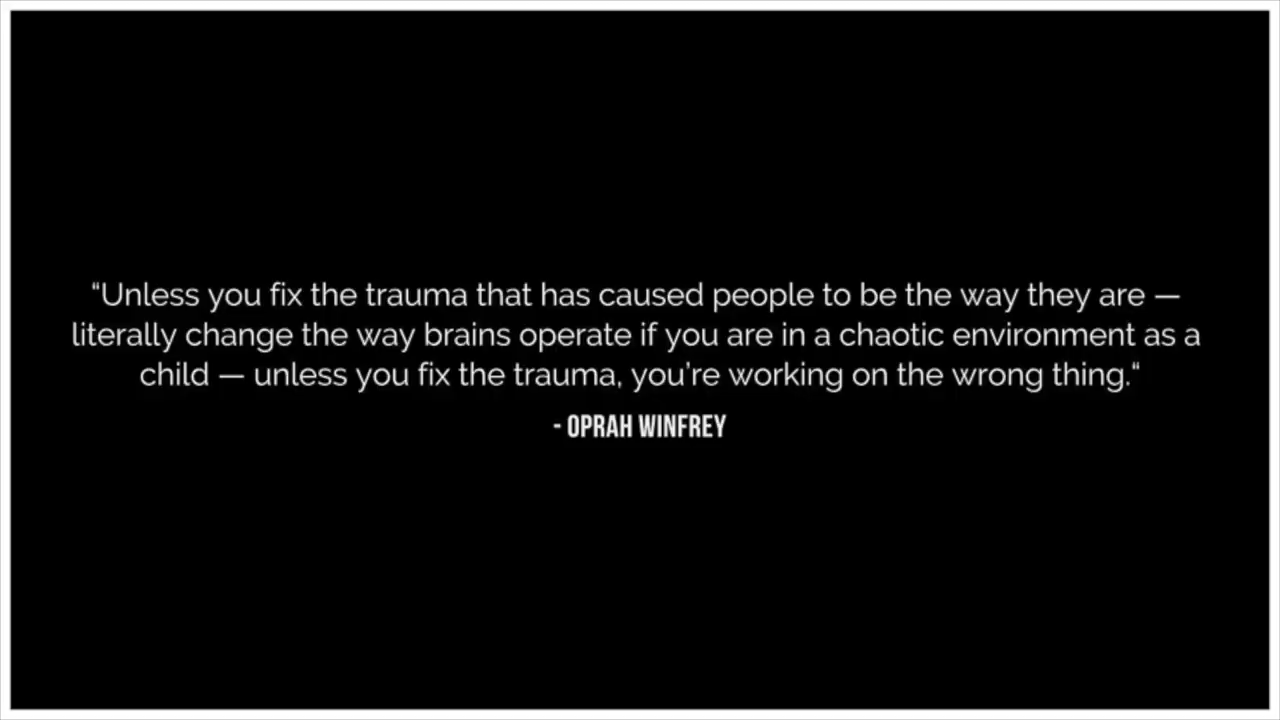 “Unless you fix the trauma that has caused people to be the way they are —
literally change the way brains operate if you are in a chaotic environment as a
child — unless you fix the trauma, you’re working on the wrong thing.“
- OPRAH WINFREY